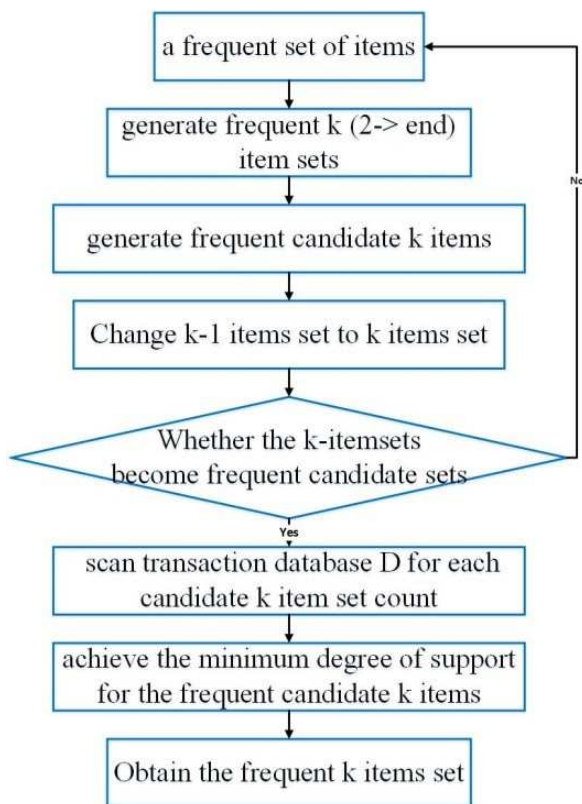 a frequent set of items
generate frequent k (2-> end)
item sets
No
generate frequent candidate k items
Change k-1 items set to k items set
Whether the k-itemsets
become frequent candidate sets
Yes
scan transaction database D for each
candidate k item set count
achieve the minimum degree of support
for the frequent candidate k items
Obtain the frequent k items set